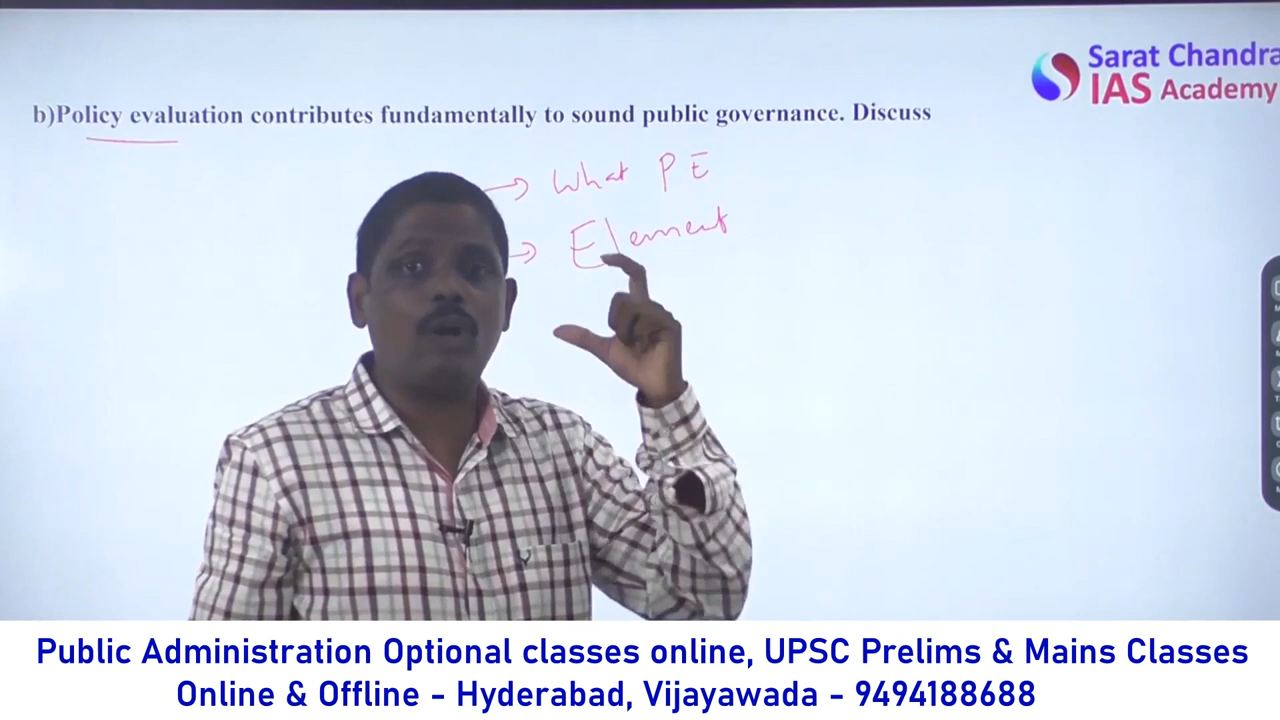 Sarat Chandra
IAS Academy
b)Policy evaluation contributes fundamentally to sound public governance. Discuss
→ What PE
→ Element
Public Administration Optional classes online, UPSC Prelims & Mains Classes
Online & Offline - Hyderabad, Vijayawada - 9494188688